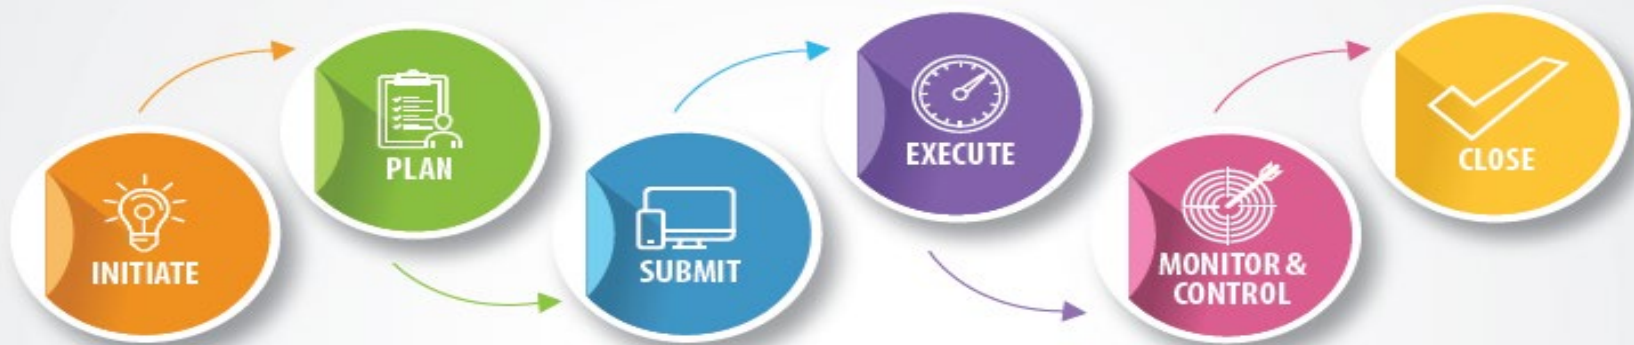 INITIATE
PLAN
SUBMIT
EXECUTE
MONITOR &
CONTROL
CLOSE